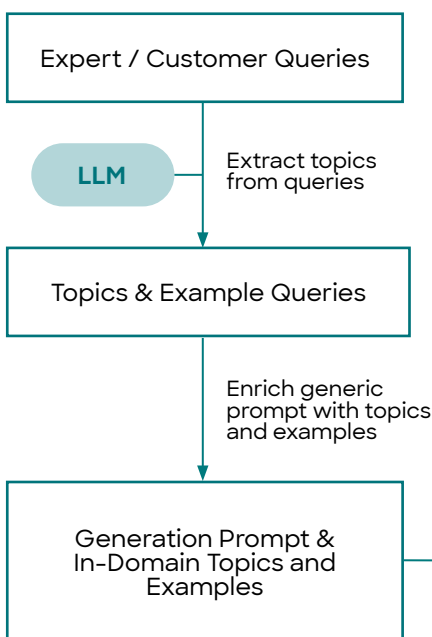 Expert / Customer Queries
LLM
Extract topics
from queries
Topics & Example Queries
Enrich generic
prompt with topics
and examples
Generation Prompt &
In-Domain Topics and
Examples